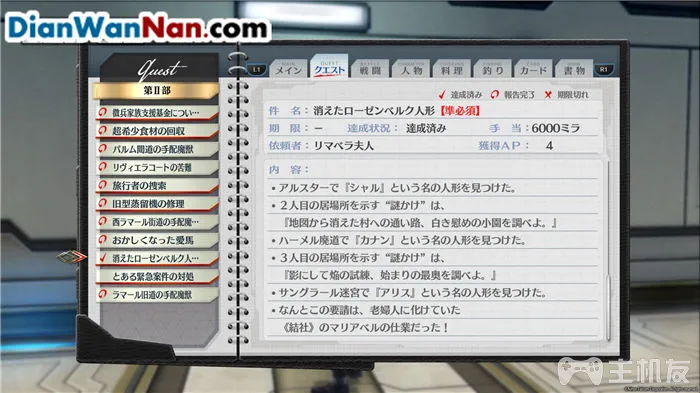 DianWanNan.com
quest
第Ⅱ部
徴兵家族支援基金につい…
超希少食材の回収
パルム間道の手配魔獣
リヴィエラコートの苦難
旅行者の捜索
旧型蒸留機の修理
西ラマール街道の手配魔…
おかしくなった愛馬
消えたローゼンベルク人…
とある緊急案件の対処
ラマール旧道の手配魔獣
L1 メイン QUEST クエスト 戦闘 人物 料理 釣り カード 書物 R1
達成済み 報告完了 期限切れ
件 名： 消えたローゼンベルク人形【準必須】
期 限： － 達成状況： 達成済み 手 当： 6000ミラ
依頼者： リマベラ夫人 獲得AP： 4
内 容：
・アルスターで『シャル』という名の人形を見つけた。
・２人目の居場所を示す“謎かけ”は、
『地図から消えた村への通い路、白き慰めの小園を調べよ。』
・ハーメル廃道で『カナン』という名の人形を見つけた。
・３人目の居場所を示す“謎かけ”は、
『影にして焔の試練、始まりの最奥を調べよ。』
・サングラール迷宮で『アリス』という名の人形を見つけた。
・なんとこの要請は、老婦人に化けていた
《結社》のマリアベルの仕業だった！
主机友